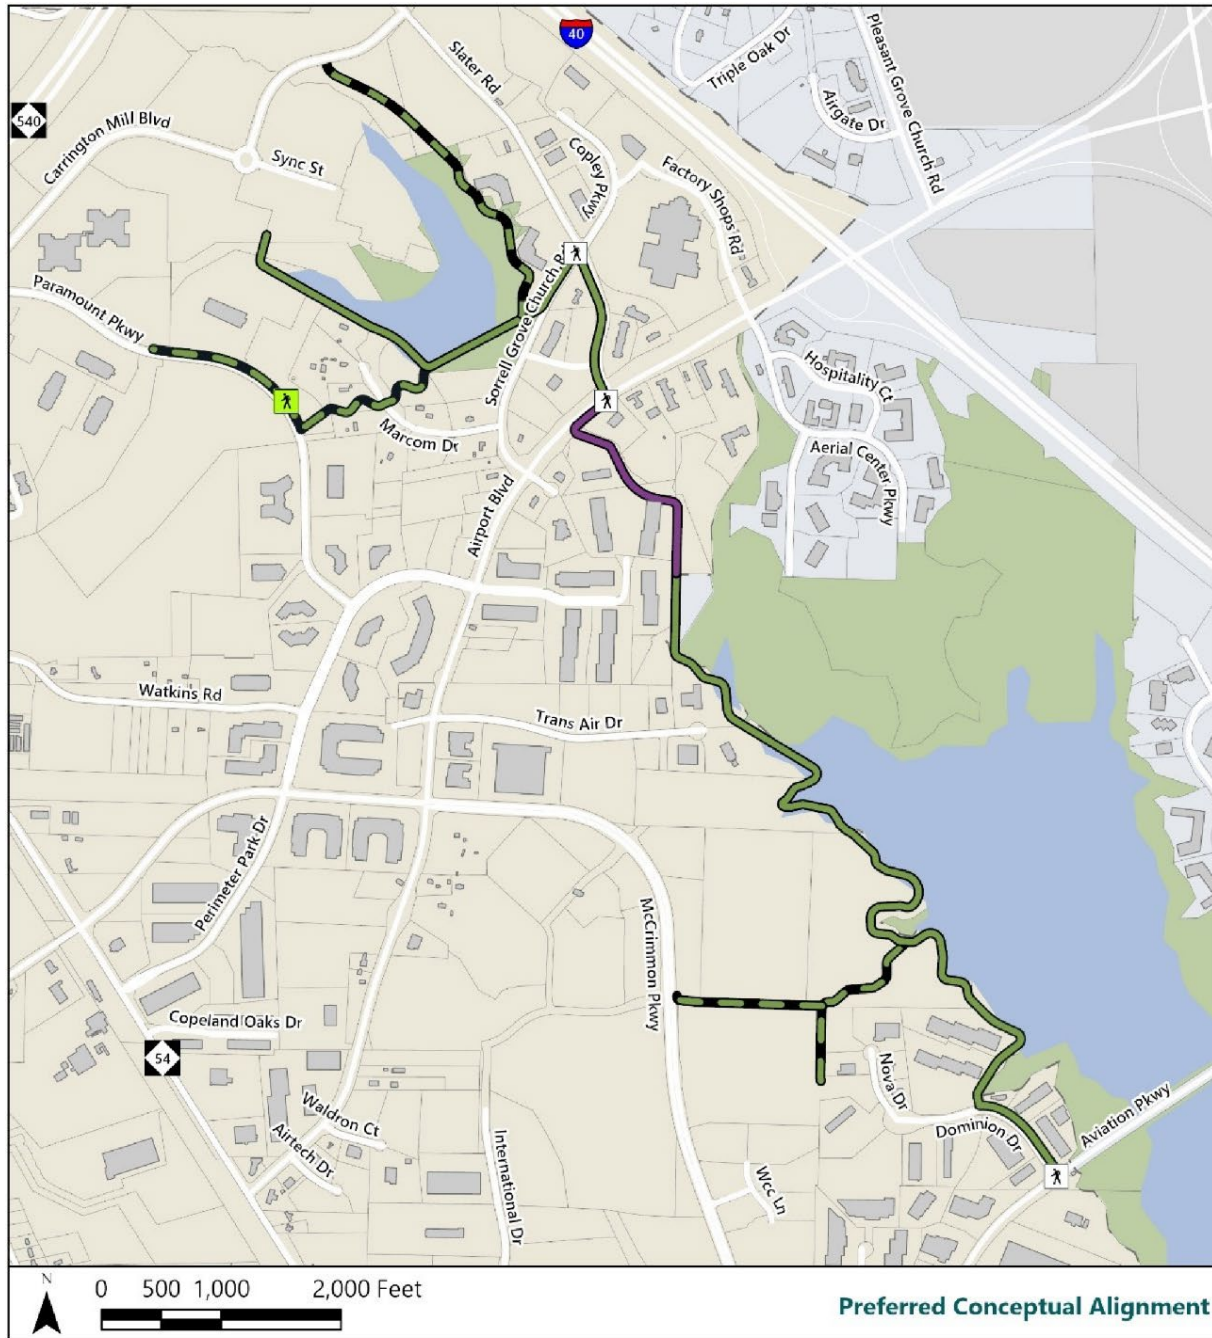 40
Slater Rd
Triple Oak Dr
Pleasant Grove Church Rd
Airgate Dr
540
Carrington Mill Blvd
Sync St
Copley Pkwy
Factory Shops Rd
Sorrell Grove Church R
Paramount Pkwy
Hospitality Ct
Marcom Dr
Aerial Center Pkwy
Airport Blvd
Watkins Rd
Trans Air Dr
Perimeter Park Dr
McCrimmon Pkwy
Copeland Oaks Dr
54
Nova Dr
Waldron Ct
Airtech Dr
International Dr
Dominion Dr
Aviation Pkwy
Wcc Ln
N
0 500 1,000 2,000 Feet
Preferred Conceptual Alignment